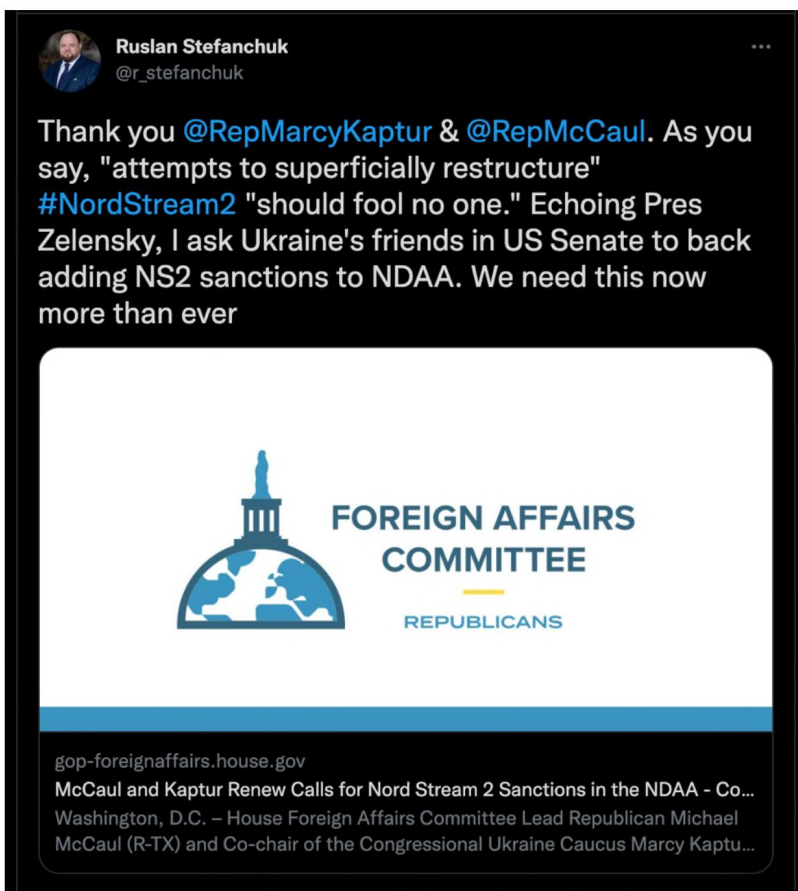 Ruslan Stefanchuk
@r_stefanchuk
Thank you @RepMarcyKaptur & @RepMcCaul. As you
say, "attempts to superficially restructure"
#NordStream2 "should fool no one." Echoing Pres
Zelensky, I ask Ukraine's friends in US Senate to back
adding NS2 sanctions to NDAA. We need this now
more than ever
FOREIGN AFFAIRS
COMMITTEE
REPUBLICANS
gop-foreignaffairs.house.gov
McCaul and Kaptur Renew Calls for Nord Stream 2 Sanctions in the NDAA - Co...
Washington, D.C. – House Foreign Affairs Committee Lead Republican Michael
McCaul (R-TX) and Co-chair of the Congressional Ukraine Caucus Marcy Kaptu...